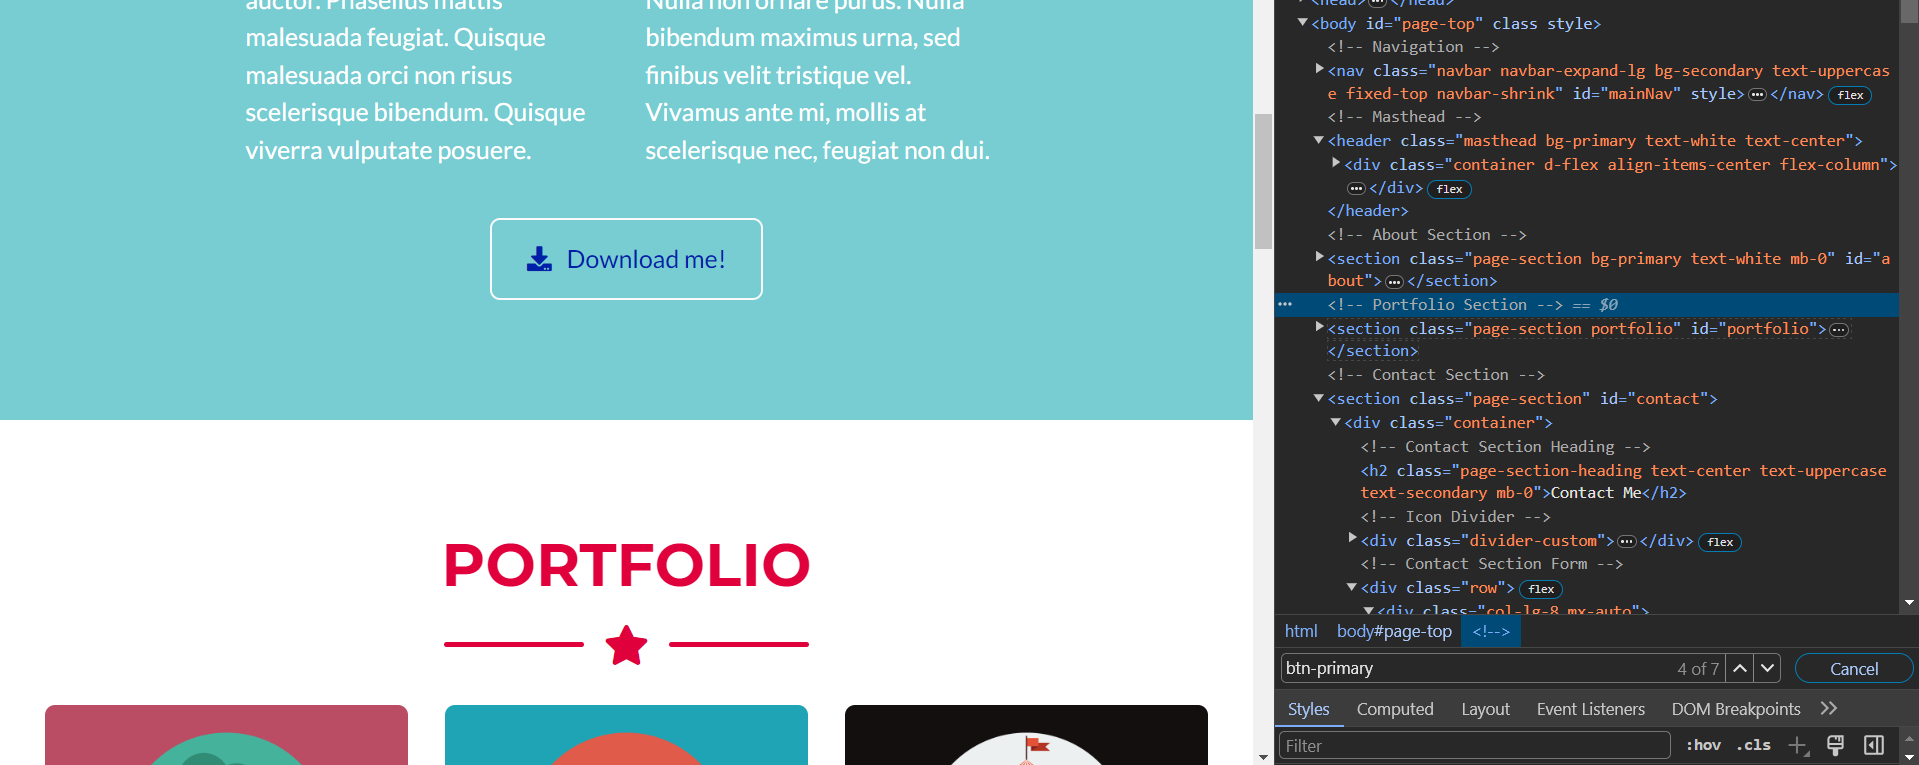 auctor. Phasellus mattis
malesuada feugiat. Quisque
malesuada orci non risus
scelerisque bibendum. Quisque
viverra vulputate posuere.
Nulla non ornare purus. Nulla
bibendum maximus urna, sed
finibus velit tristique vel.
Vivamus ante mi, mollis at
scelerisque nec, feugiat non dui.
Download me!
PORTFOLIO
<head>…</head>
<body id="page-top" class style>
<!-- Navigation -->
<nav class="navbar navbar-expand-lg bg-secondary text-uppercas
e fixed-top navbar-shrink" id="mainNav" style>…</nav> flex
<!-- Masthead -->
<header class="masthead bg-primary text-white text-center">
<div class="container d-flex align-items-center flex-column">
…</div> flex
</header>
<!-- About Section -->
<section class="page-section bg-primary text-white mb-0" id="a
bout">…</section>
… <!-- Portfolio Section --> == $0
<section class="page-section portfolio" id="portfolio">…
</section>
<!-- Contact Section -->
<section class="page-section" id="contact">
<div class="container">
<!-- Contact Section Heading -->
<h2 class="page-section-heading text-center text-uppercase
text-secondary mb-0">Contact Me</h2>
<!-- Icon Divider -->
<div class="divider-custom">…</div> flex
<!-- Contact Section Form -->
<div class="row"> flex
<div class="col-lg-8 mx-auto">
html body#page-top <!-->
btn-primary 4 of 7 Cancel
Styles Computed Layout Event Listeners DOM Breakpoints
Filter :hov .cls